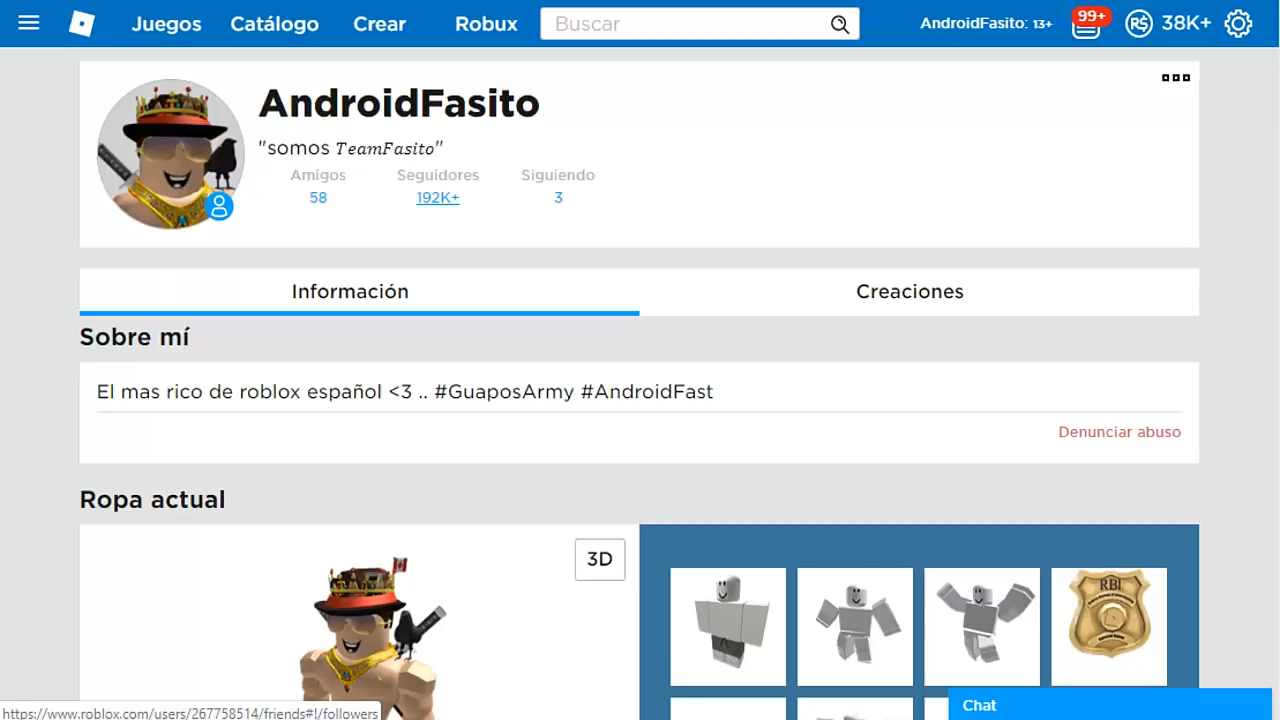 Juegos Catálogo Crear Robux Buscar AndroidFasito: 13+ 99+ R$ 38K+
AndroidFasito
"somos TeamFasito"
Amigos Seguidores Siguiendo
58 192K+ 3
Información Creaciones
Sobre mí
El mas rico de roblox español <3 .. #GuaposArmy #AndroidFast
Denunciar abuso
Ropa actual
3D
RBI
Chat
https://www.roblox.com/users/267758514/friends#!/followers